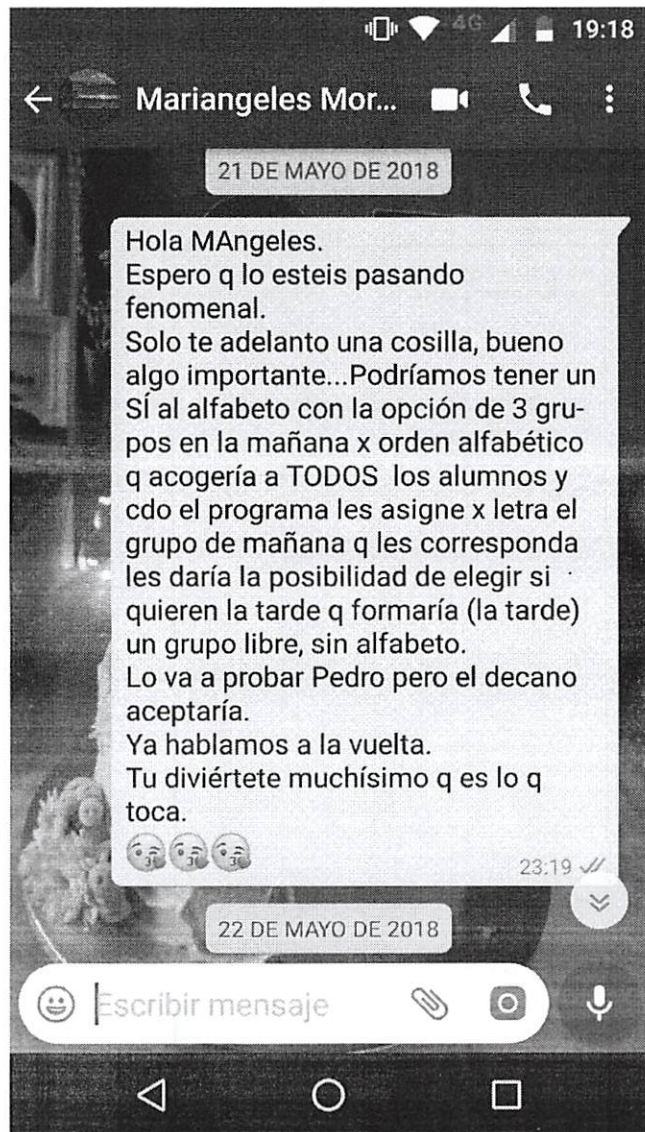 4G 19:18
Mariangeles Mor...
21 DE MAYO DE 2018
Hola MAngeles.
Espero q lo esteis pasando
fenomenal.
Solo te adelanto una cosilla, bueno
algo importante...Podríamos tener un
SÍ al alfabeto con la opción de 3 gru-
pos en la mañana x orden alfabético
q acogería a TODOS los alumnos y
cdo el programa les asigne x letra el
grupo de mañana q les corresponda
les daría la posibilidad de elegir si
quieren la tarde q formaría (la tarde)
un grupo libre, sin alfabeto.
Lo va a probar Pedro pero el decano
aceptaría.
Ya hablamos a la vuelta.
Tu diviértete muchísimo q es lo q
toca.
😘😘😘
23:19
22 DE MAYO DE 2018
Escribir mensaje